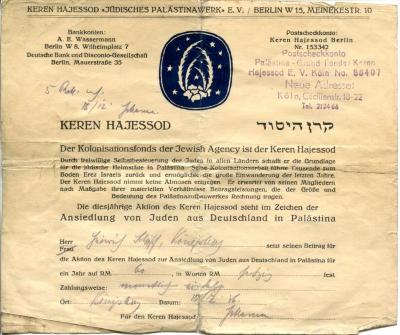 KEREN HAJESSOD «JÜDISCHES PALÄSTINAWERK» E. V. / BERLIN W 15, MEINEKESTR. 10
Bankkonten:
A. E. Wassermann
Berlin W 8, Wilhelmplatz 7
Deutsche Bank und Disconto-Gesellschaft
Berlin, Mauerstraße 35
Postscheckkonto:
Keren Hajessod Berlin
Nr. 153342
Postscheckkonto
Palästina - Grund Fonds/Keren
Hajessod E. V. Köln No. 80407
Neue Adresse:
Köln, Cäcilienstr. 18-22
Tel.
KEREN HAJESSOD
קרן היסוד
Der Kolonisationsfonds der Jewish Agency ist der Keren Hajessod
Durch freiwillige Selbstbesteuerung der Juden in allen Ländern schafft er die Grundlage
für die jüdische Heimstätte in Palästina. Seine Kolonisationsarbeit führte Tausende zum
Boden Erez Israels zurück und ermöglichte die große Einwanderung der letzten Jahre.
Der Keren Hajessod nimmt keine Almosen entgegen. Er erwartet von seinen Mitgliedern
nach Maßgabe ihrer materiellen Verhältnisse Beitragsleistungen, die der Größe und
Bedeutung des Palästinaaufbauwerkes Rechnung tragen.
Die diesjährige Aktion des Keren Hajessod steht im Zeichen der
Ansiedlung von Juden aus Deutschland in Palästina
Herr
Frau
setzt seinen Beitrag für
die Aktion des Keren Hajessod zur Ansiedlung von Juden aus Deutschland in Palästina für
ein Jahr auf RM 60, in Worten RM fest.
Zahlungsweise: monatlich
Ort: Datum:
Für den Keren Hajessod: